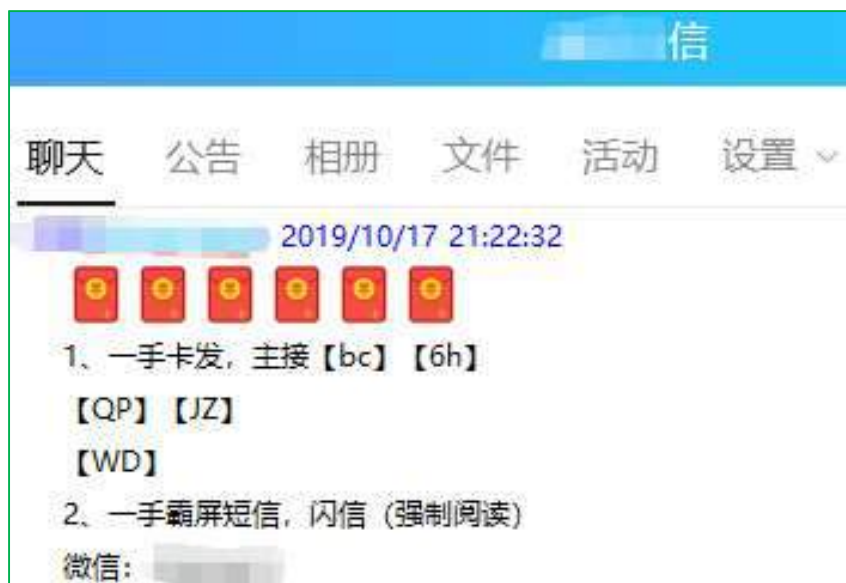 信
聊天 公告 相册 文件 活动 设置
2019/10/17 21:22:32
1、一手卡发，主接【bc】【6h】
【QP】【JZ】
【WD】
2、一手霸屏短信，闪信（强制阅读）
微信：